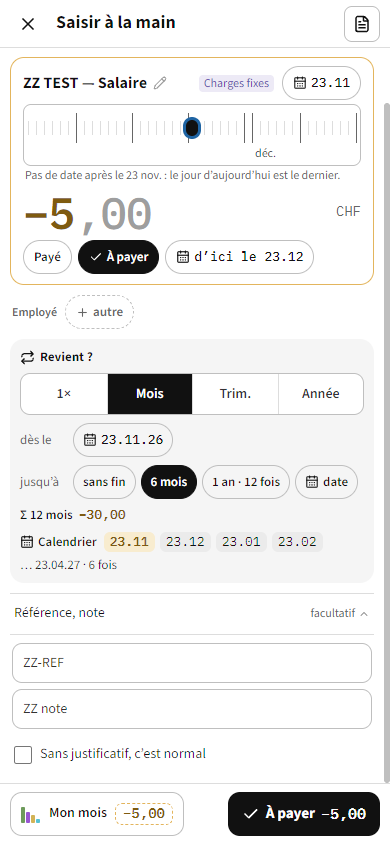 Saisir à la main
ZZ TEST — Salaire
Charges fixes
23.11
déc.
Pas de date après le 23 nov. : le jour d'aujourd'hui est le dernier.
−5,00
CHF
Payé
À payer
d'ici le 23.12
Employé
+ autre
Revient ?
1×
Mois
Trim.
Année
dès le
23.11.26
jusqu'à
sans fin
6 mois
1 an · 12 fois
date
Σ 12 mois −30,00
Calendrier 23.11 23.12 23.01 23.02
… 23.04.27 · 6 fois
Référence, note
facultatif
ZZ-REF
ZZ note
Sans justificatif, c'est normal
Mon mois −5,00
À payer −5,00